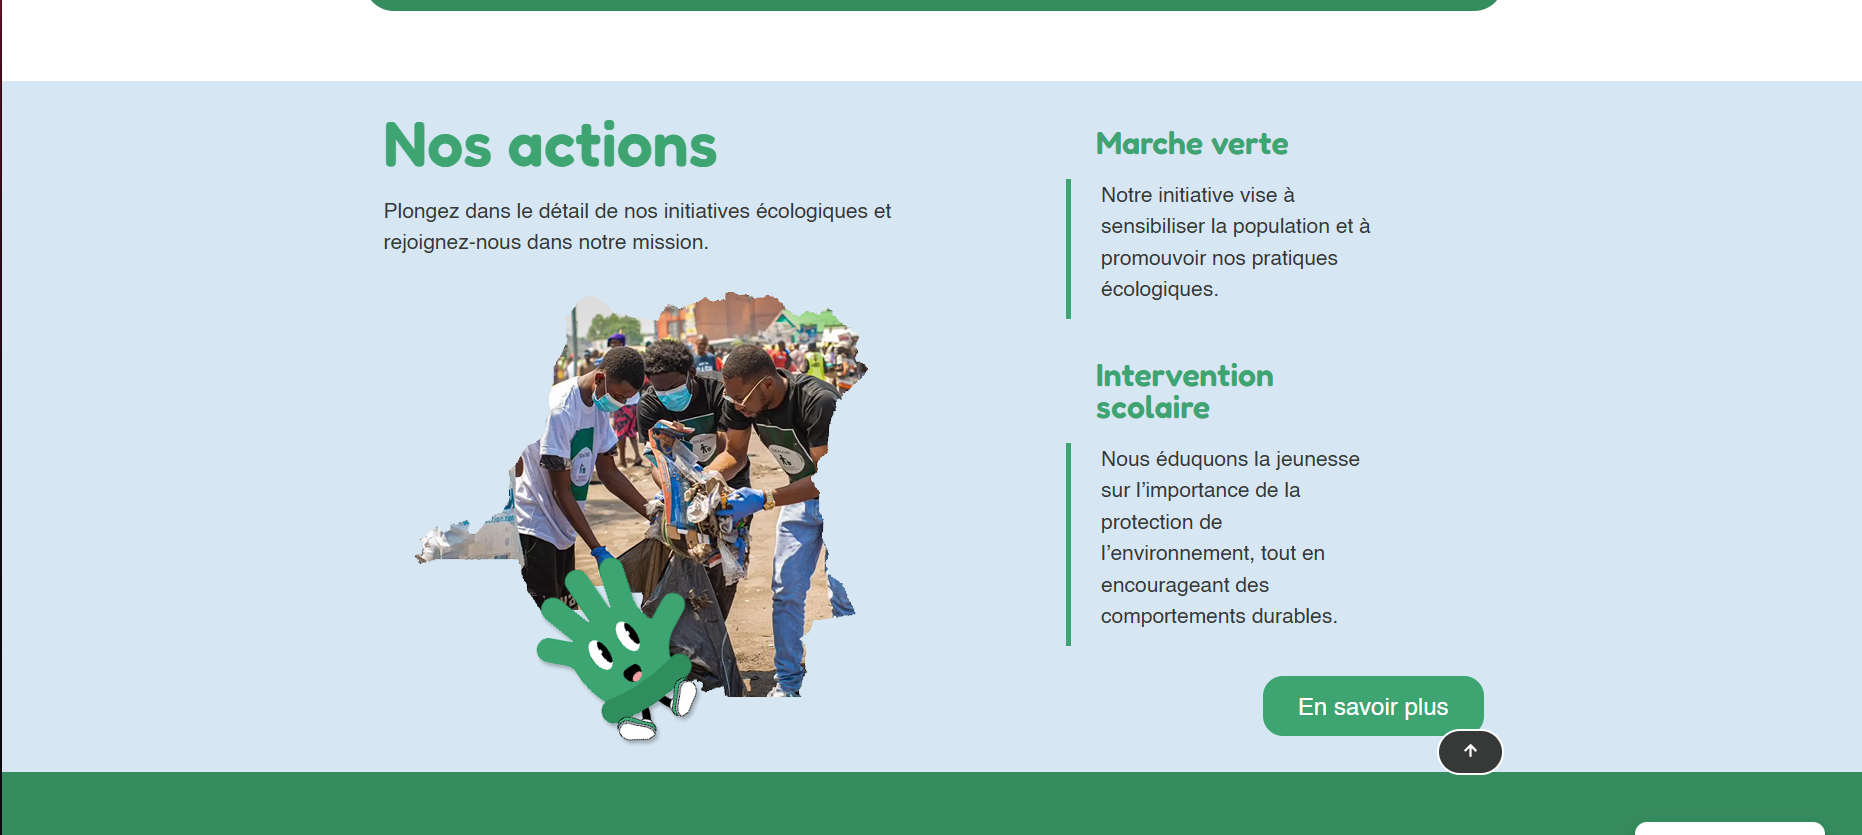 Nos actions
Plongez dans le détail de nos initiatives écologiques et
rejoignez-nous dans notre mission.
Marche verte
Notre initiative vise à
sensibiliser la population et à
promouvoir nos pratiques
écologiques.
Intervention
scolaire
Nous éduquons la jeunesse
sur l’importance de la
protection de
l’environnement, tout en
encourageant des
comportements durables.
En savoir plus